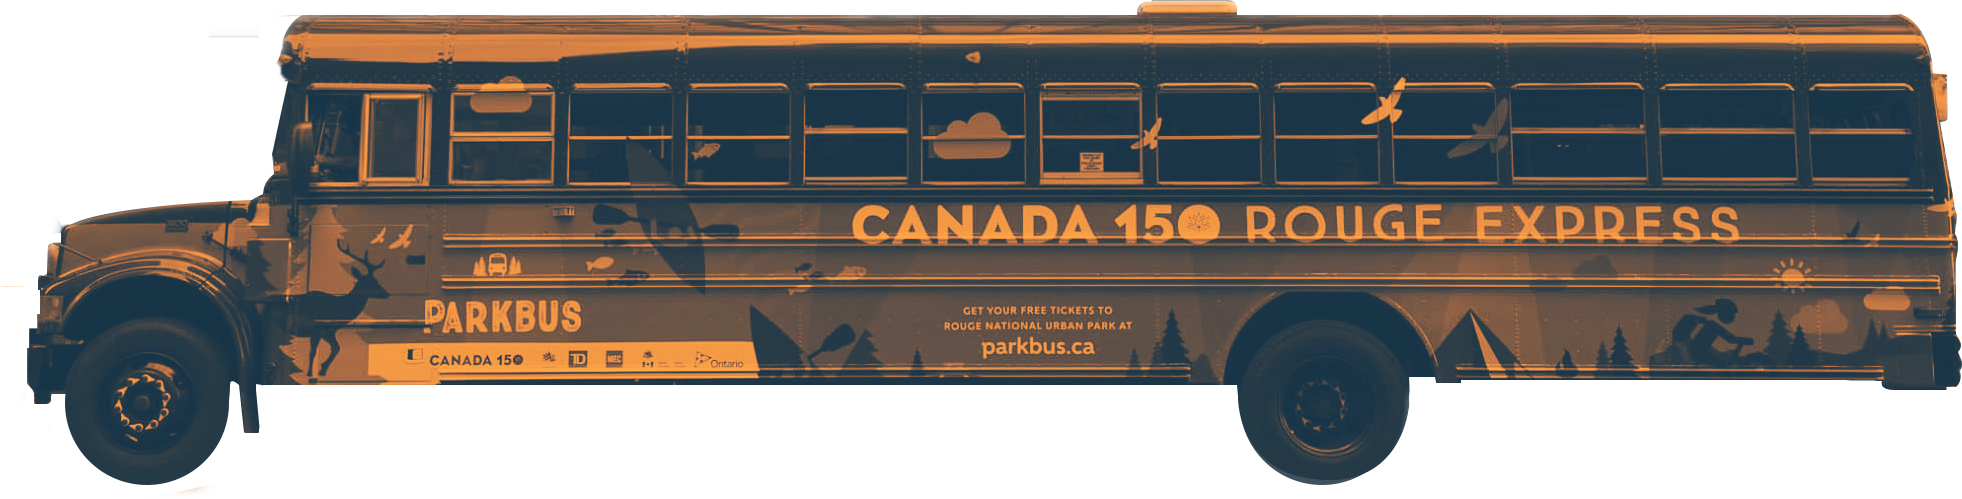 CANADA 150 ROUGE EXPRESS
PARKBUS
GET YOUR FREE TICKETS TO
ROUGE NATIONAL URBAN PARK AT
parkbus.ca
CANADA 150 TD MEC Ontario